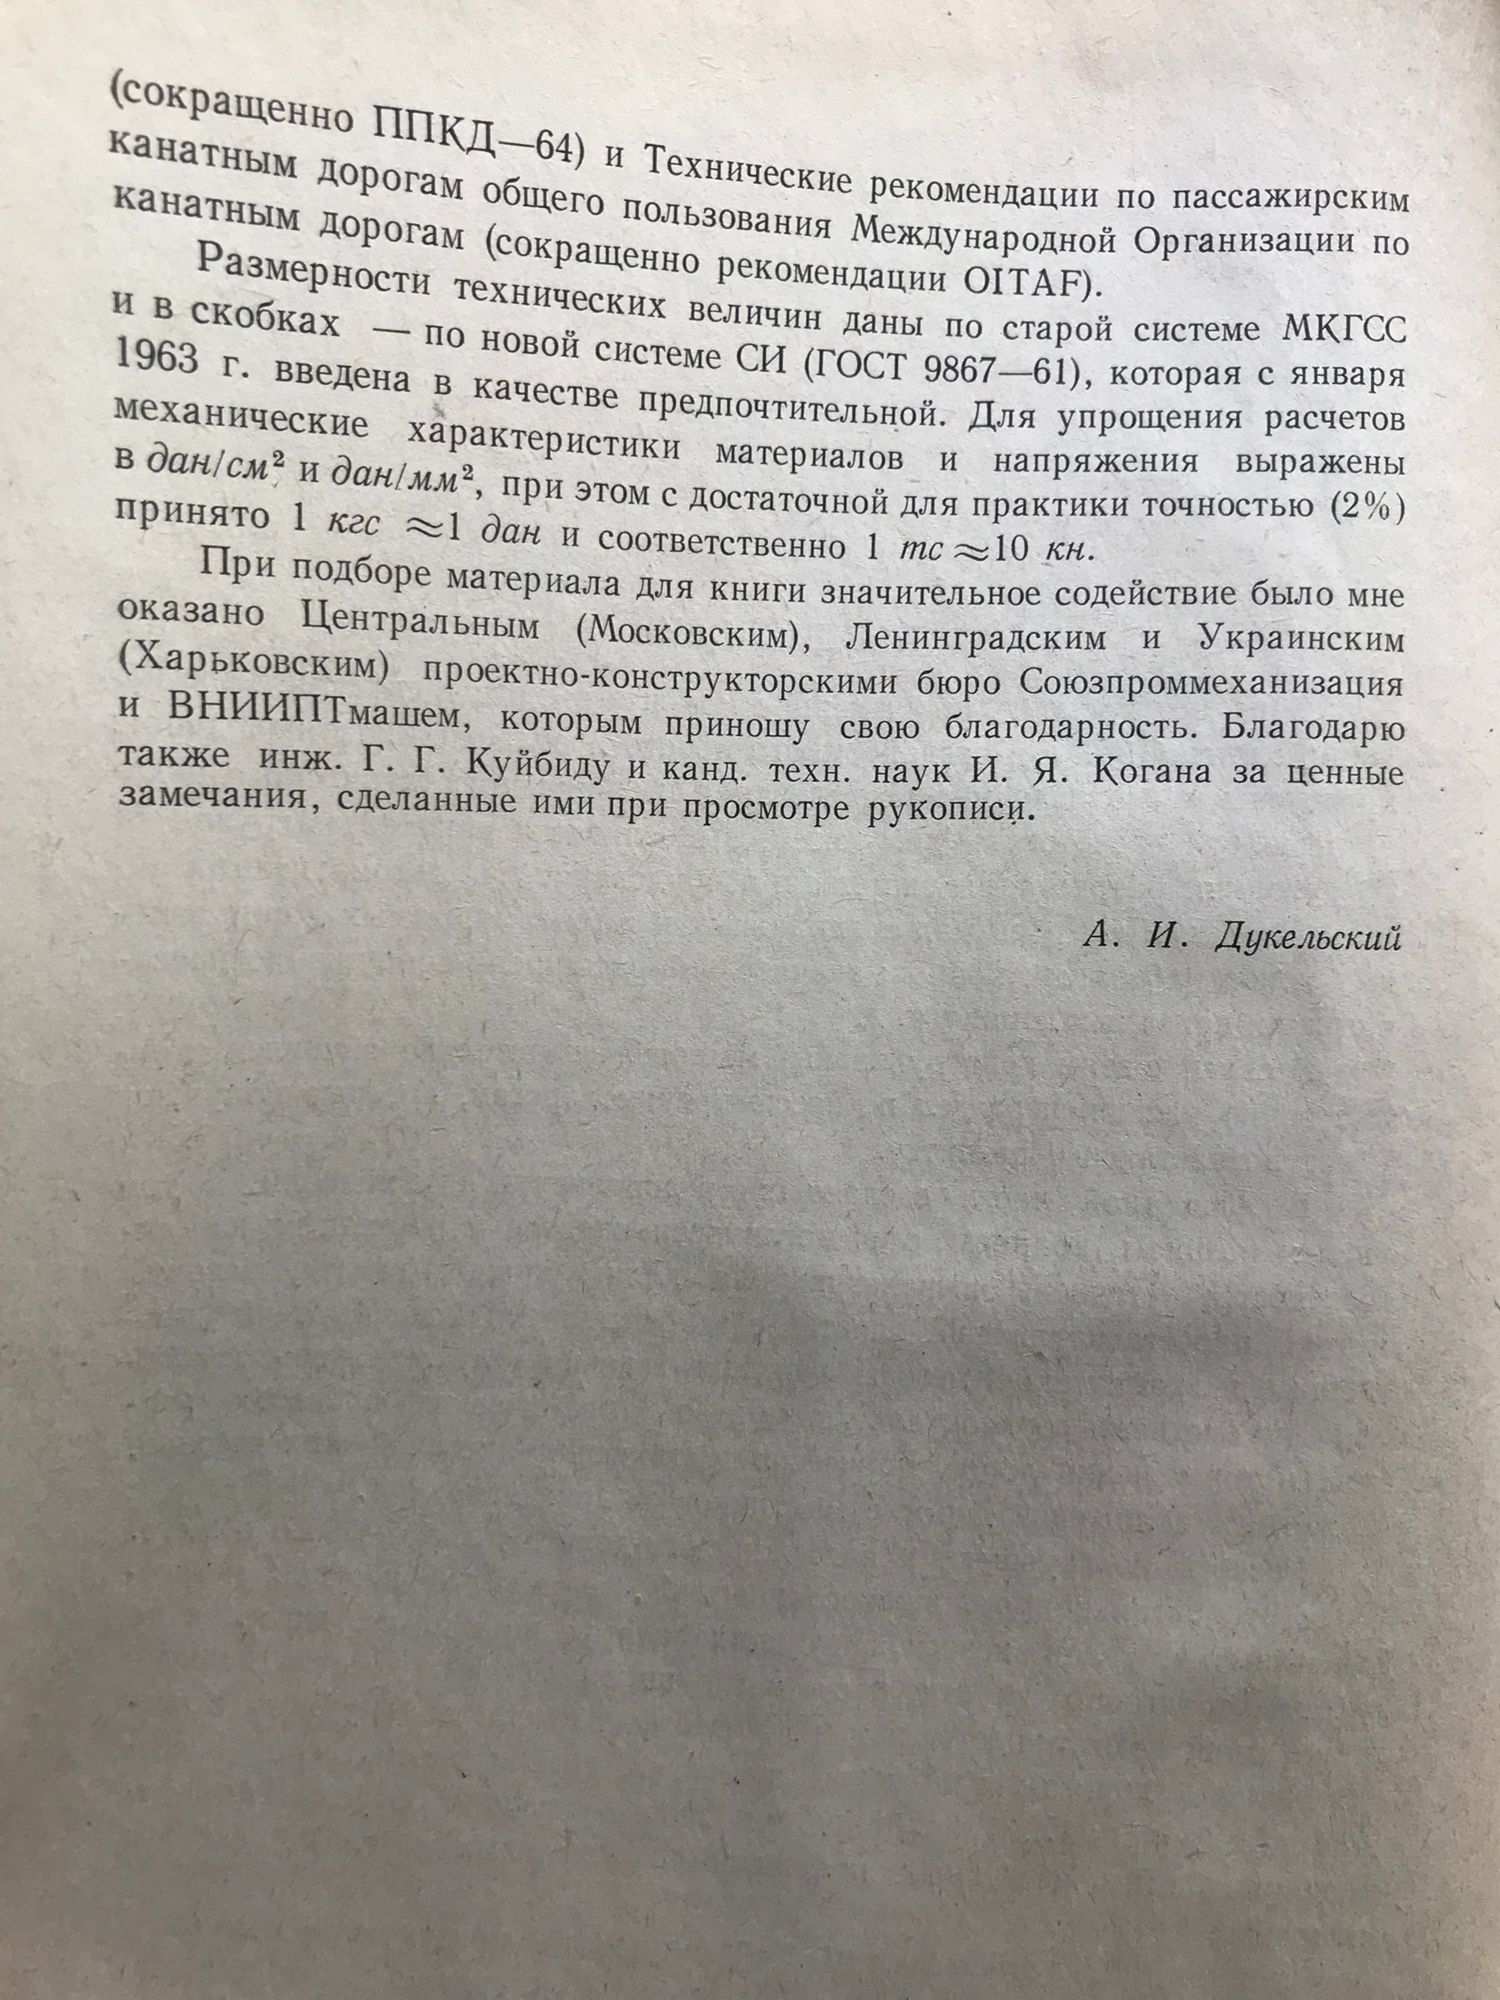 (сокращенно ППКД—64) и Технические рекомендации по пассажирским
канатным дорогам общего пользования Международной Организации по
канатным дорогам (сокращенно рекомендации OITAF).
Размерности технических величин даны по старой системе МКГСС
и в скобках — по новой системе СИ (ГОСТ 9867—61), которая с января
1963 г. введена в качестве предпочтительной. Для упрощения расчетов
механические характеристики материалов и напряжения выражены
в дан/см² и дан/мм², при этом с достаточной для практики точностью (2%)
принято 1 кгс ≈1 дан и соответственно 1 тс ≈10 кн.
При подборе материала для книги значительное содействие было мне
оказано Центральным (Московским), Ленинградским и Украинским
(Харьковским) проектно-конструкторскими бюро Союзпроммеханизация
и ВНИИПТмашем, которым приношу свою благодарность. Благодарю
также инж. Г. Г. Куйбиду и канд. техн. наук И. Я. Когана за ценные
замечания, сделанные ими при просмотре рукописи.
А. И. Дукельский